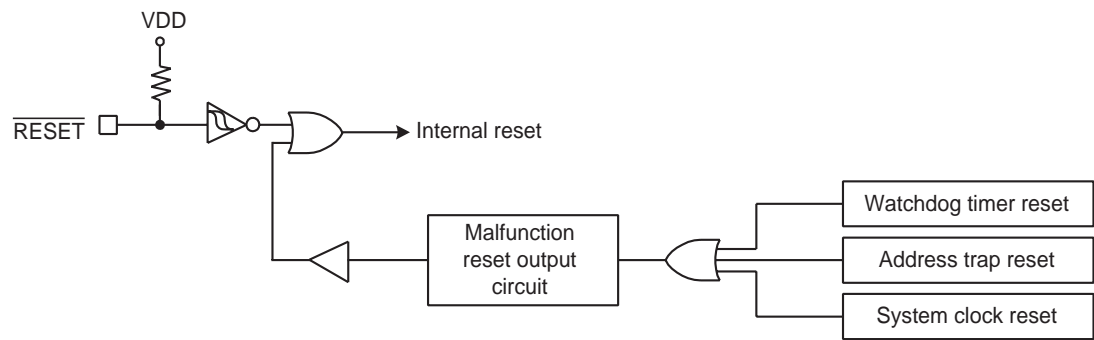 VDD
RESET
Internal reset
Watchdog timer reset
Malfunction
reset output
circuit
Address trap reset
System clock reset